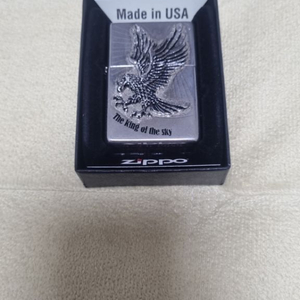 Made in USA
The king of the sky
zippo